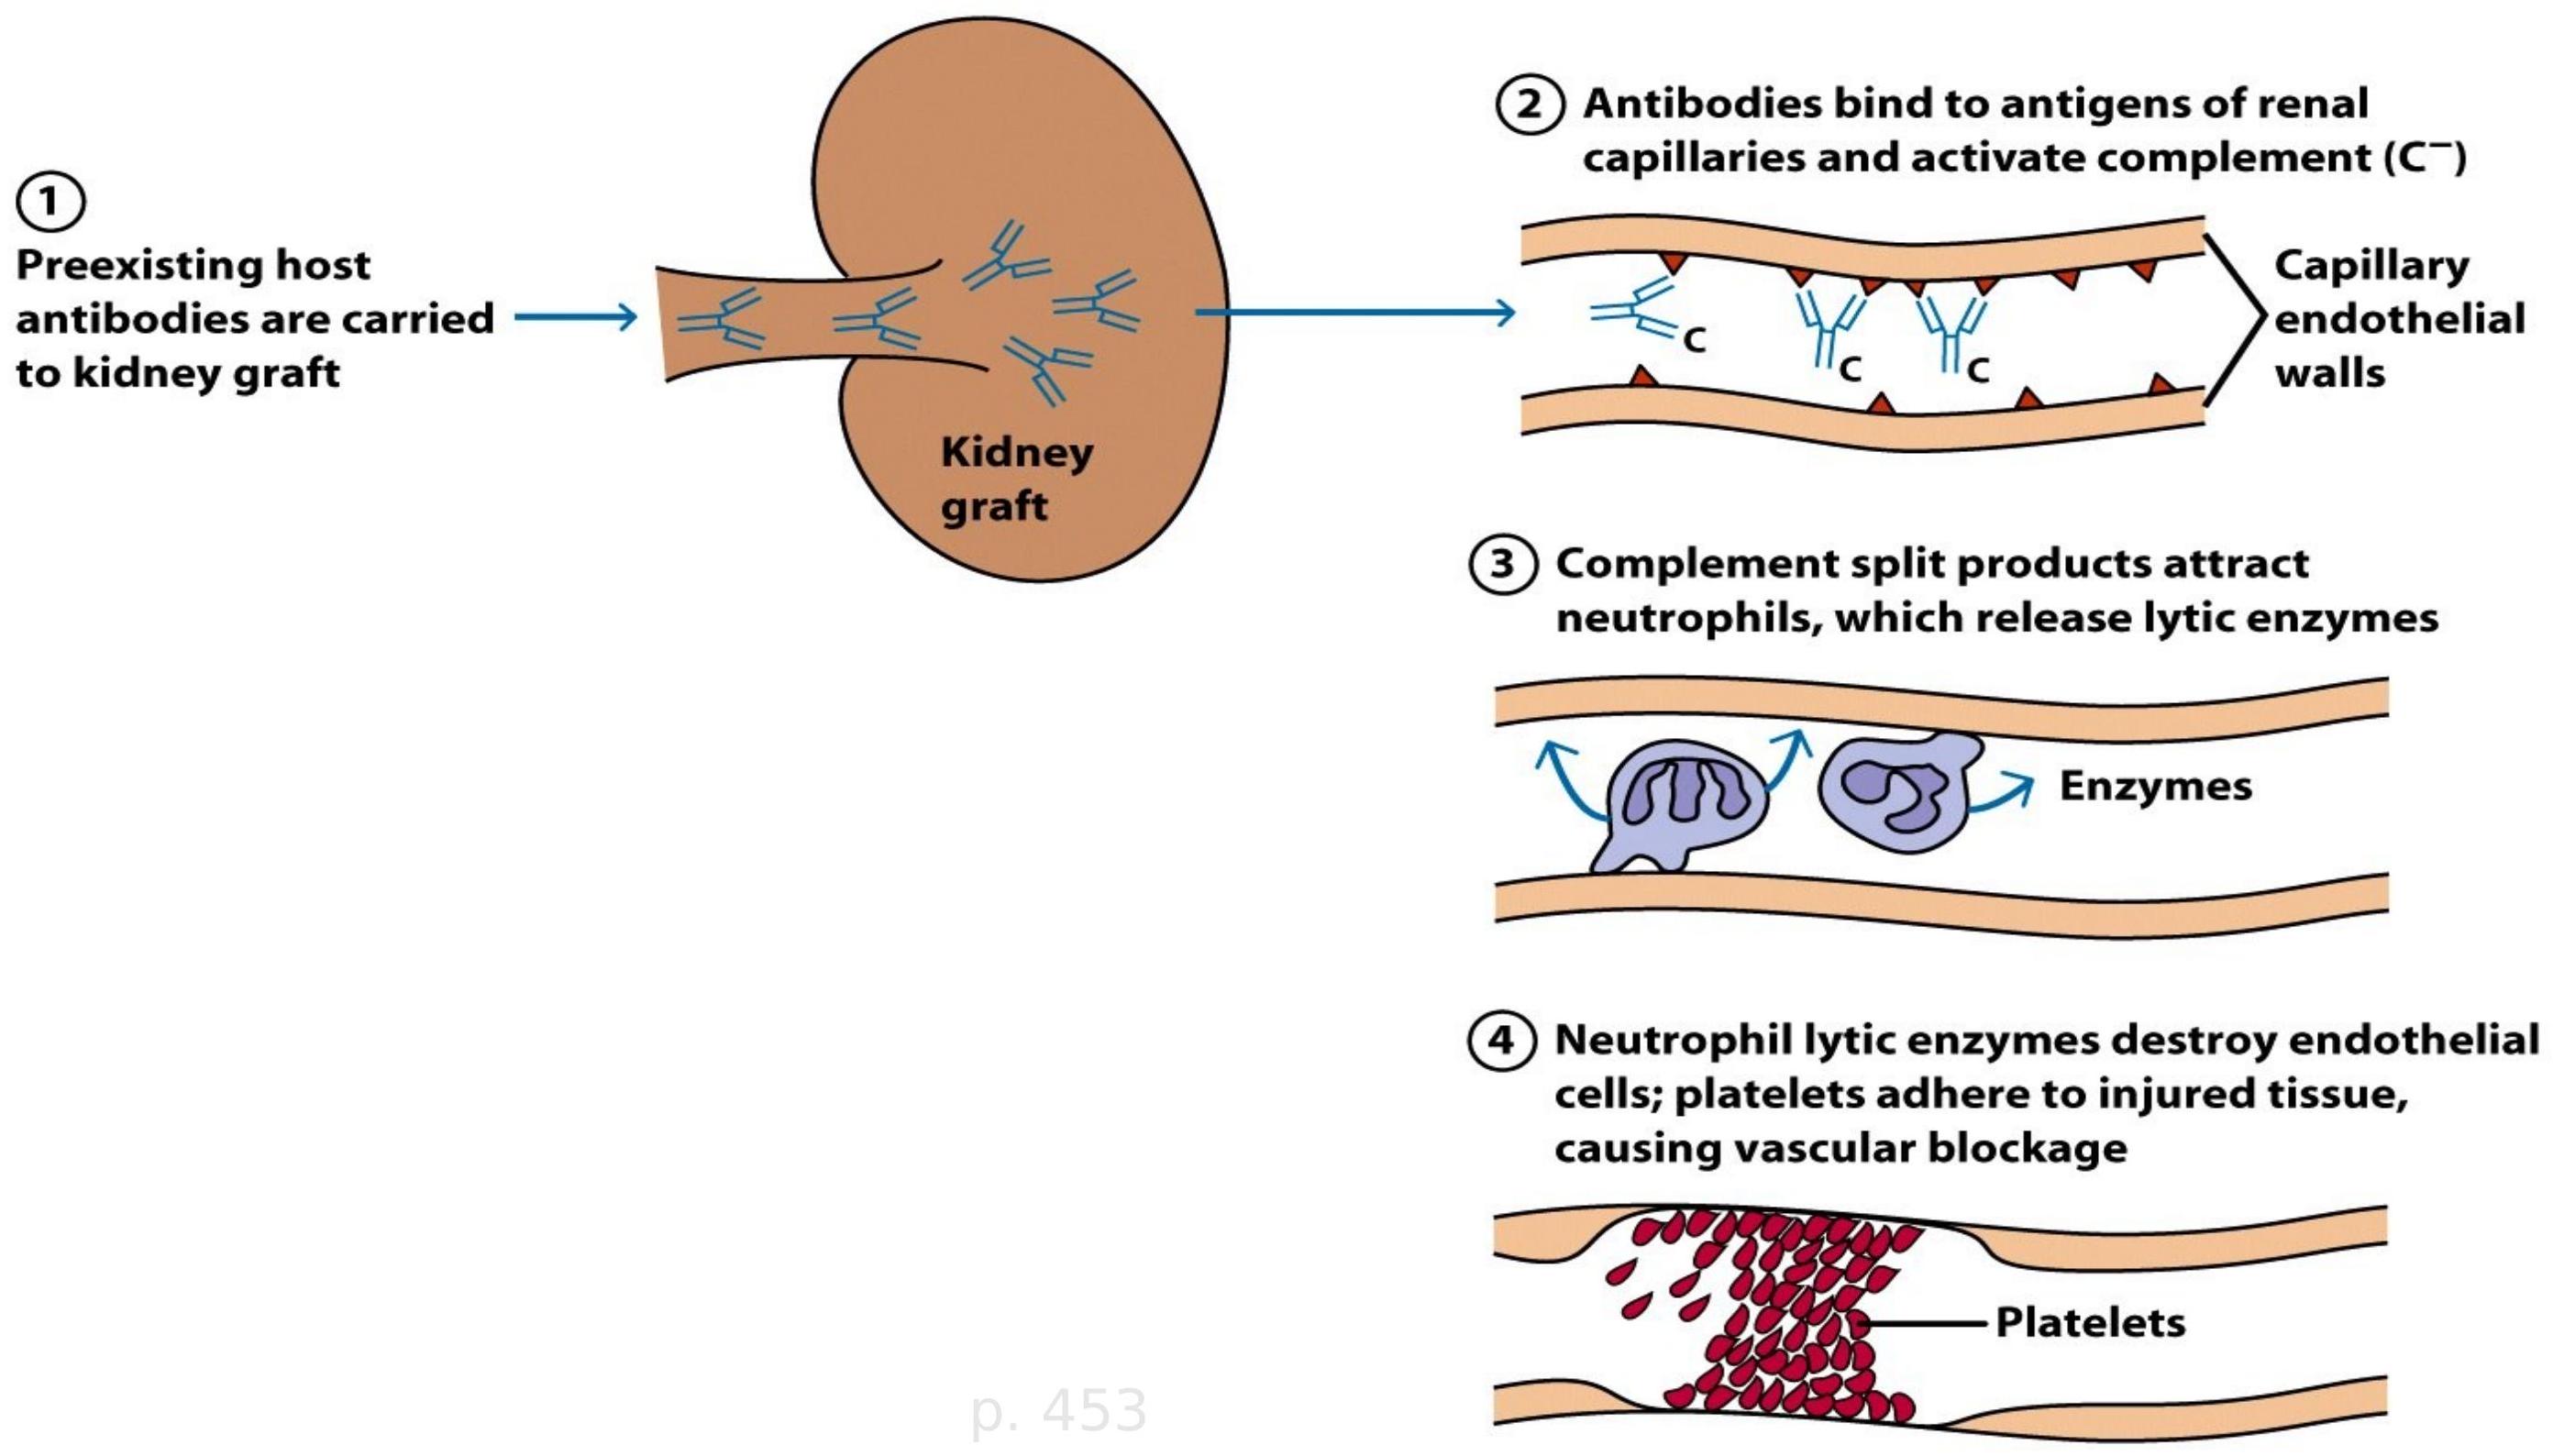 1
Preexisting host
antibodies are carried
to kidney graft
Kidney
graft
2 Antibodies bind to antigens of renal
capillaries and activate complement (C⁻)
C
C
C
Capillary
endothelial
walls
3 Complement split products attract
neutrophils, which release lytic enzymes
Enzymes
4 Neutrophil lytic enzymes destroy endothelial
cells; platelets adhere to injured tissue,
causing vascular blockage
Platelets
p. 453